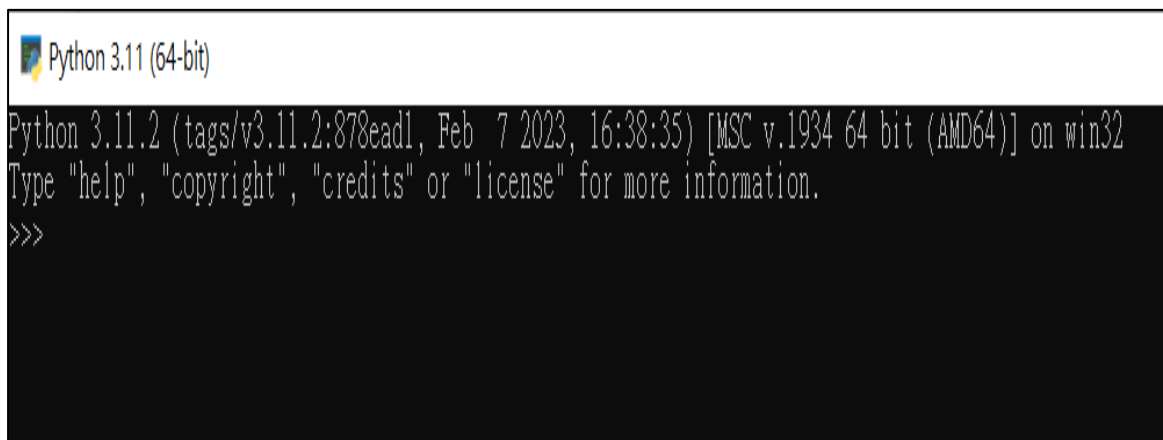 Python 3.11 (64-bit)
Python 3.11.2 (tags/v3.11.2:878ead1, Feb  7 2023, 16:38:35) [MSC v.1934 64 bit (AMD64)] on win32
Type "help", "copyright", "credits" or "license" for more information.
>>>